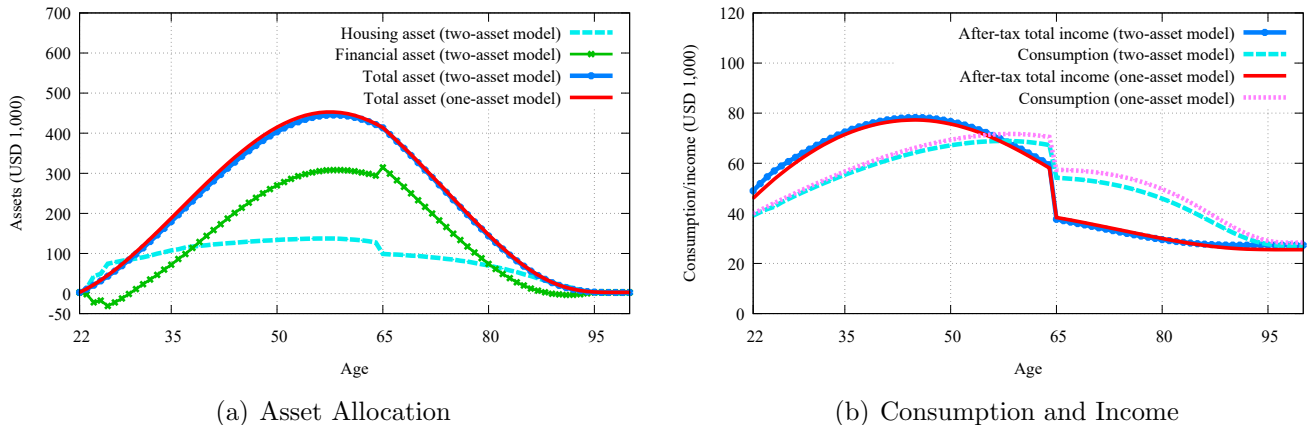 700
600
500
400
300
200
100
0
-50
22
35
50
65
80
95
Assets (USD 1,000)
Age
Housing asset (two-asset model)
Financial asset (two-asset model)
Total asset (two-asset model)
Total asset (one-asset model)
(a) Asset Allocation
120
100
80
60
40
20
0
22
35
50
65
80
95
Consumption/income (USD 1,000)
Age
After-tax total income (two-asset model)
Consumption (two-asset model)
After-tax total income (one-asset model)
Consumption (one-asset model)
(b) Consumption and Income